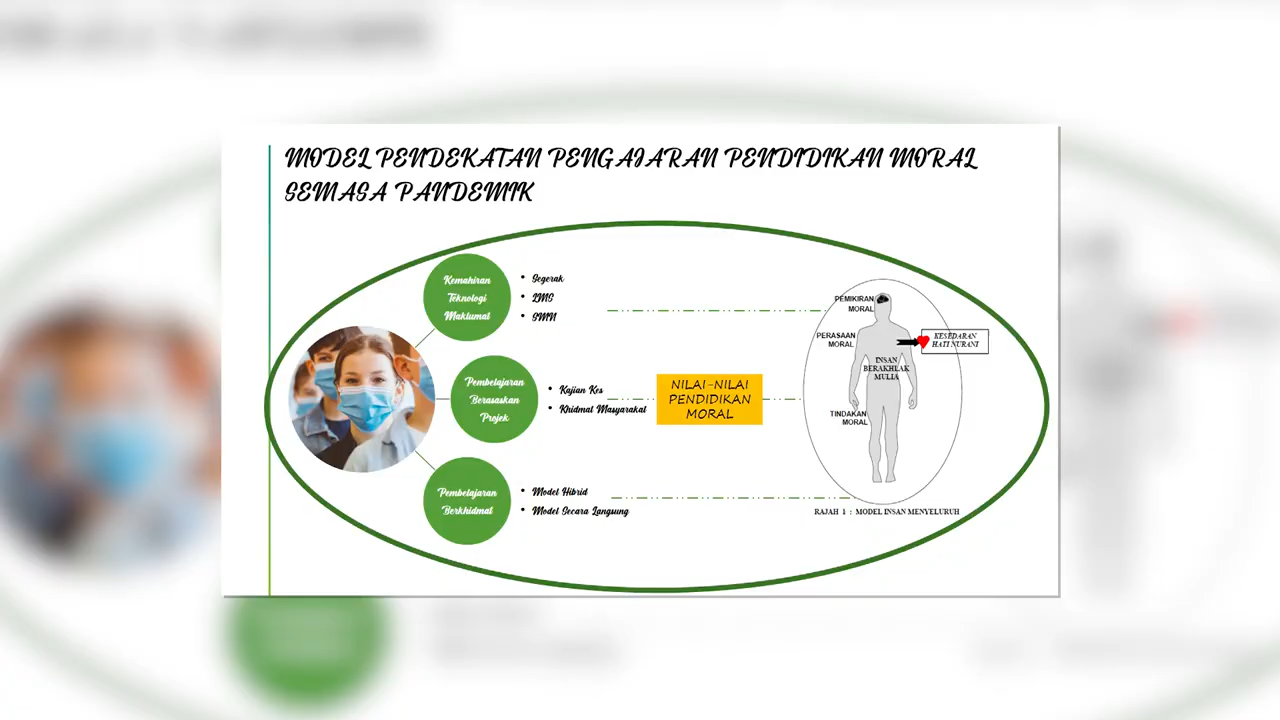 MODEL PENDEKATAN PENGAJARAN PENDIDIKAN MORAL
SEMASA PANDEMIK
Kemahiran
Teknologi
Maklumat
• Segerak
• LMS
• SMM
Pembelajaran
Berasaskan
Projek
• Kajian Kes
• Khidmat Masyarakat
Pembelajaran
Berkhidmat
• Model Hibrid
• Model Secara Langsung
NILAI-NILAI
PENDIDIKAN
MORAL
PEMIKIRAN
MORAL
PERASAAN
MORAL
KESEDARAN
HATI NURANI
INSAN
BERAKHLAK
MULIA
TINDAKAN
MORAL
RAJAH 1 : MODEL INSAN MENYELURUH